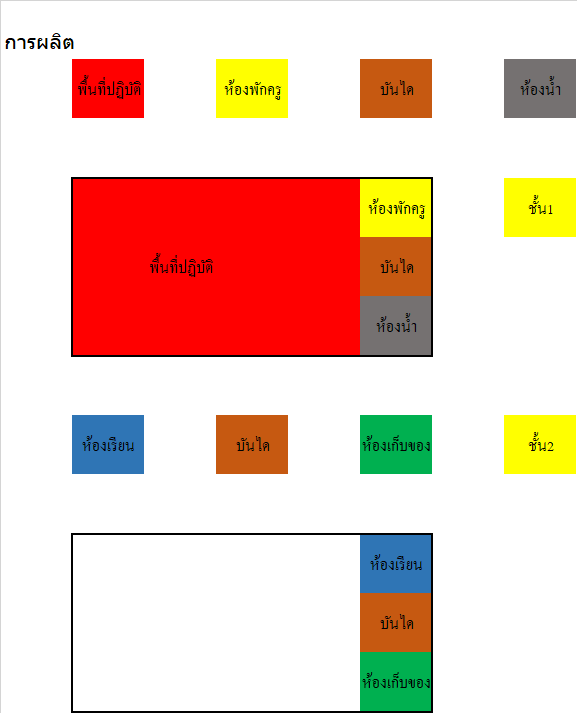 การผลิต
พื้นที่ปฏิบัติ ห้องพักครู บันได ห้องน้ำ
ห้องพักครู ชั้น1
พื้นที่ปฏิบัติ บันได
ห้องน้ำ
ห้องเรียน บันได ห้องเก็บของ ชั้น2
ห้องเรียน
บันได
ห้องเก็บของ